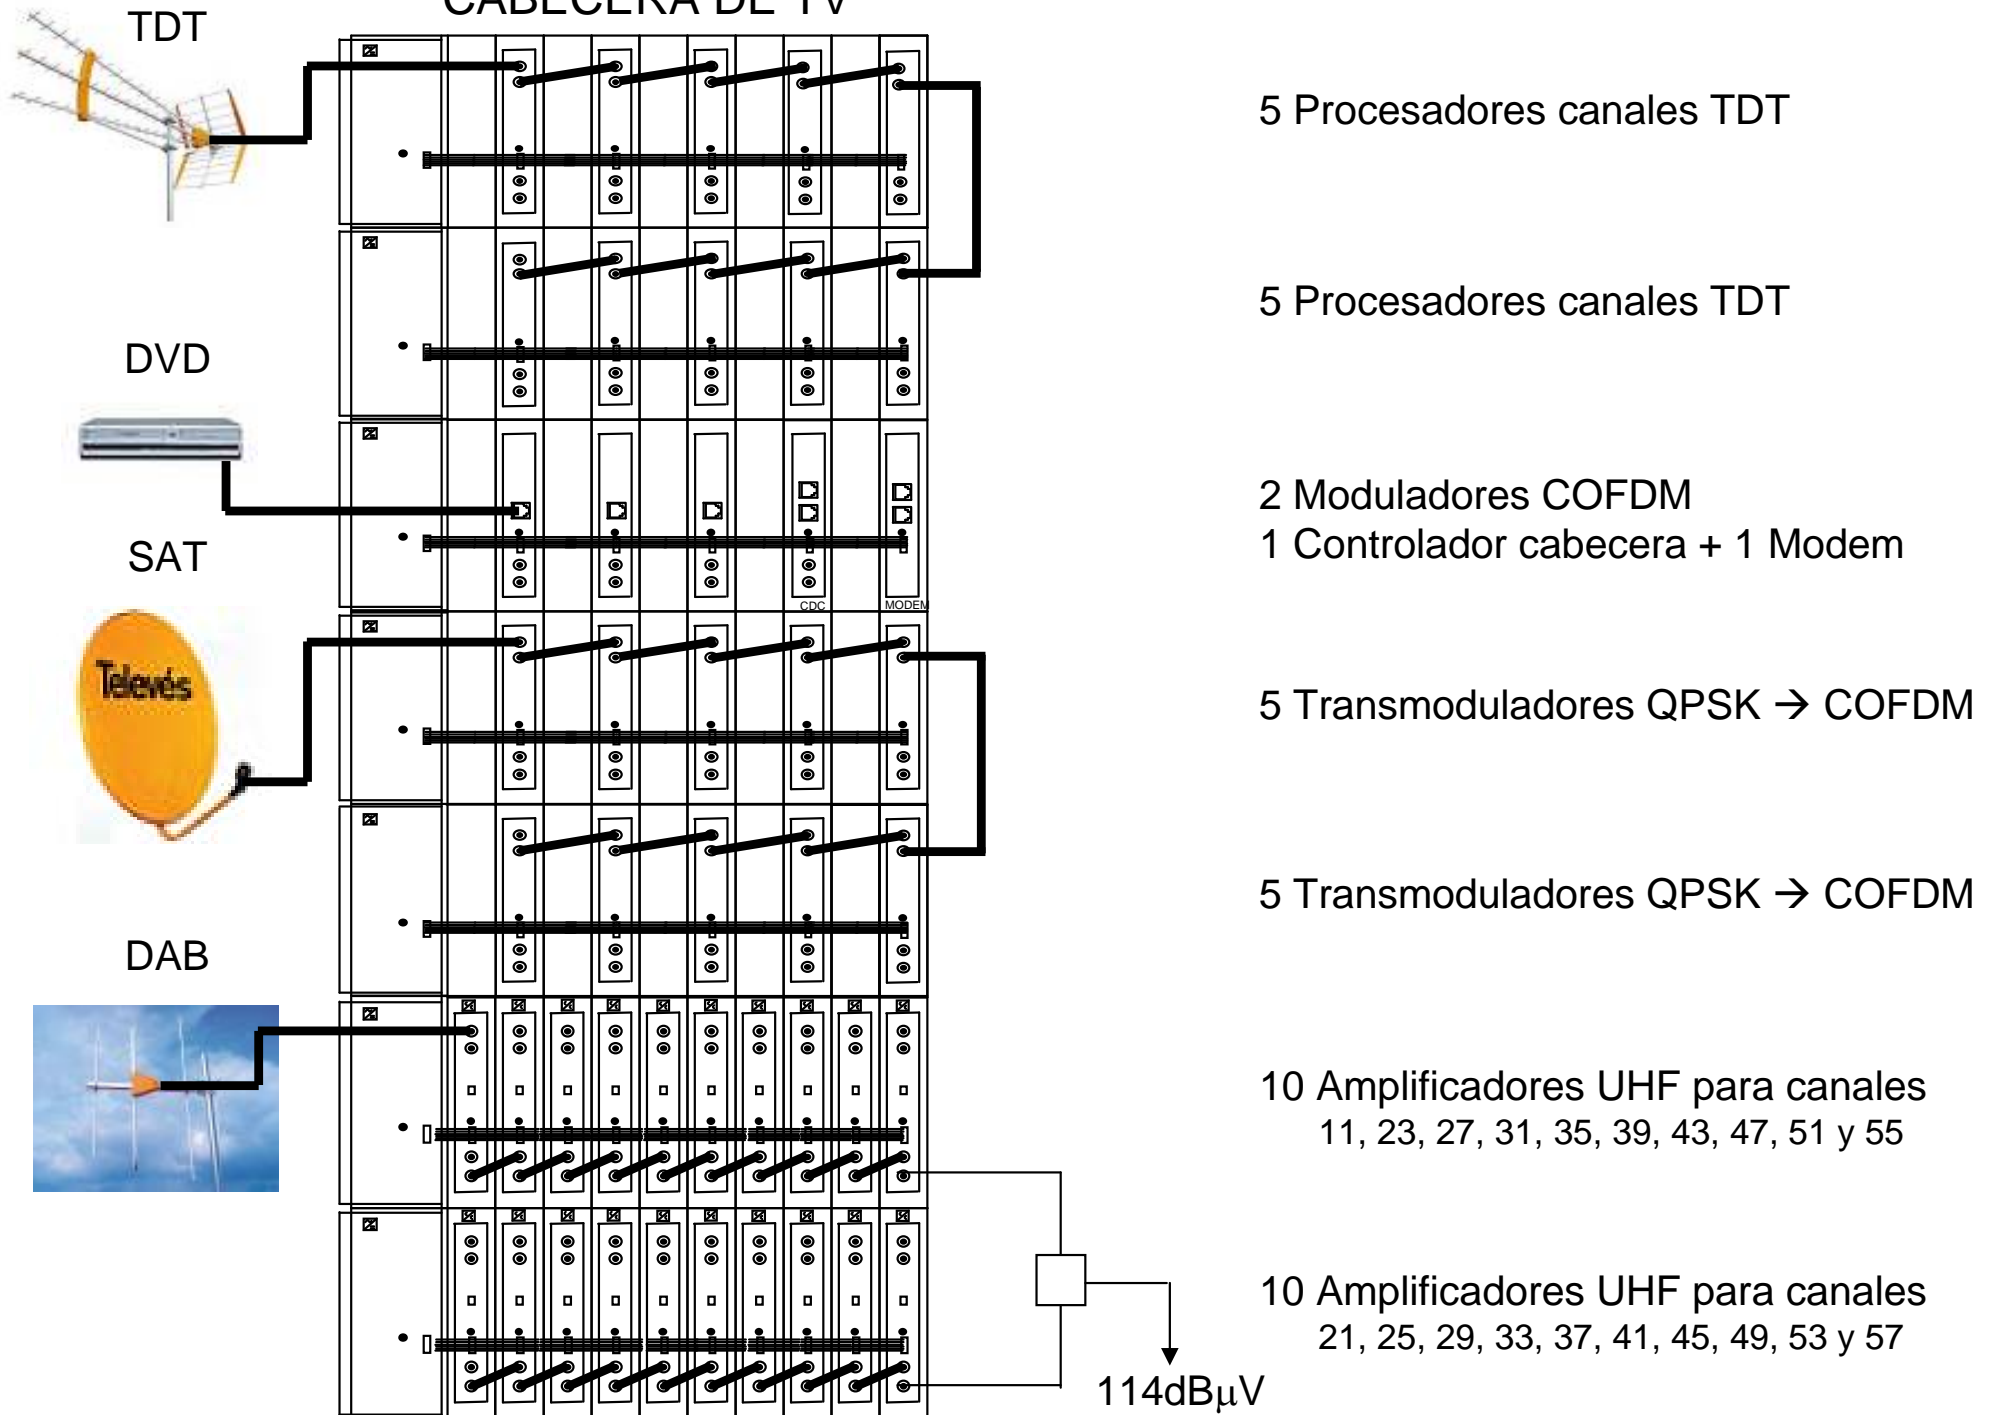 CABECERA DE TV
TDT
5 Procesadores canales TDT
5 Procesadores canales TDT
DVD
2 Moduladores COFDM
1 Controlador cabecera + 1 Modem
SAT
CDC
MODEM
Televés
5 Transmoduladores QPSK → COFDM
5 Transmoduladores QPSK → COFDM
DAB
10 Amplificadores UHF para canales
11, 23, 27, 31, 35, 39, 43, 47, 51 y 55
10 Amplificadores UHF para canales
21, 25, 29, 33, 37, 41, 45, 49, 53 y 57
114dBµV